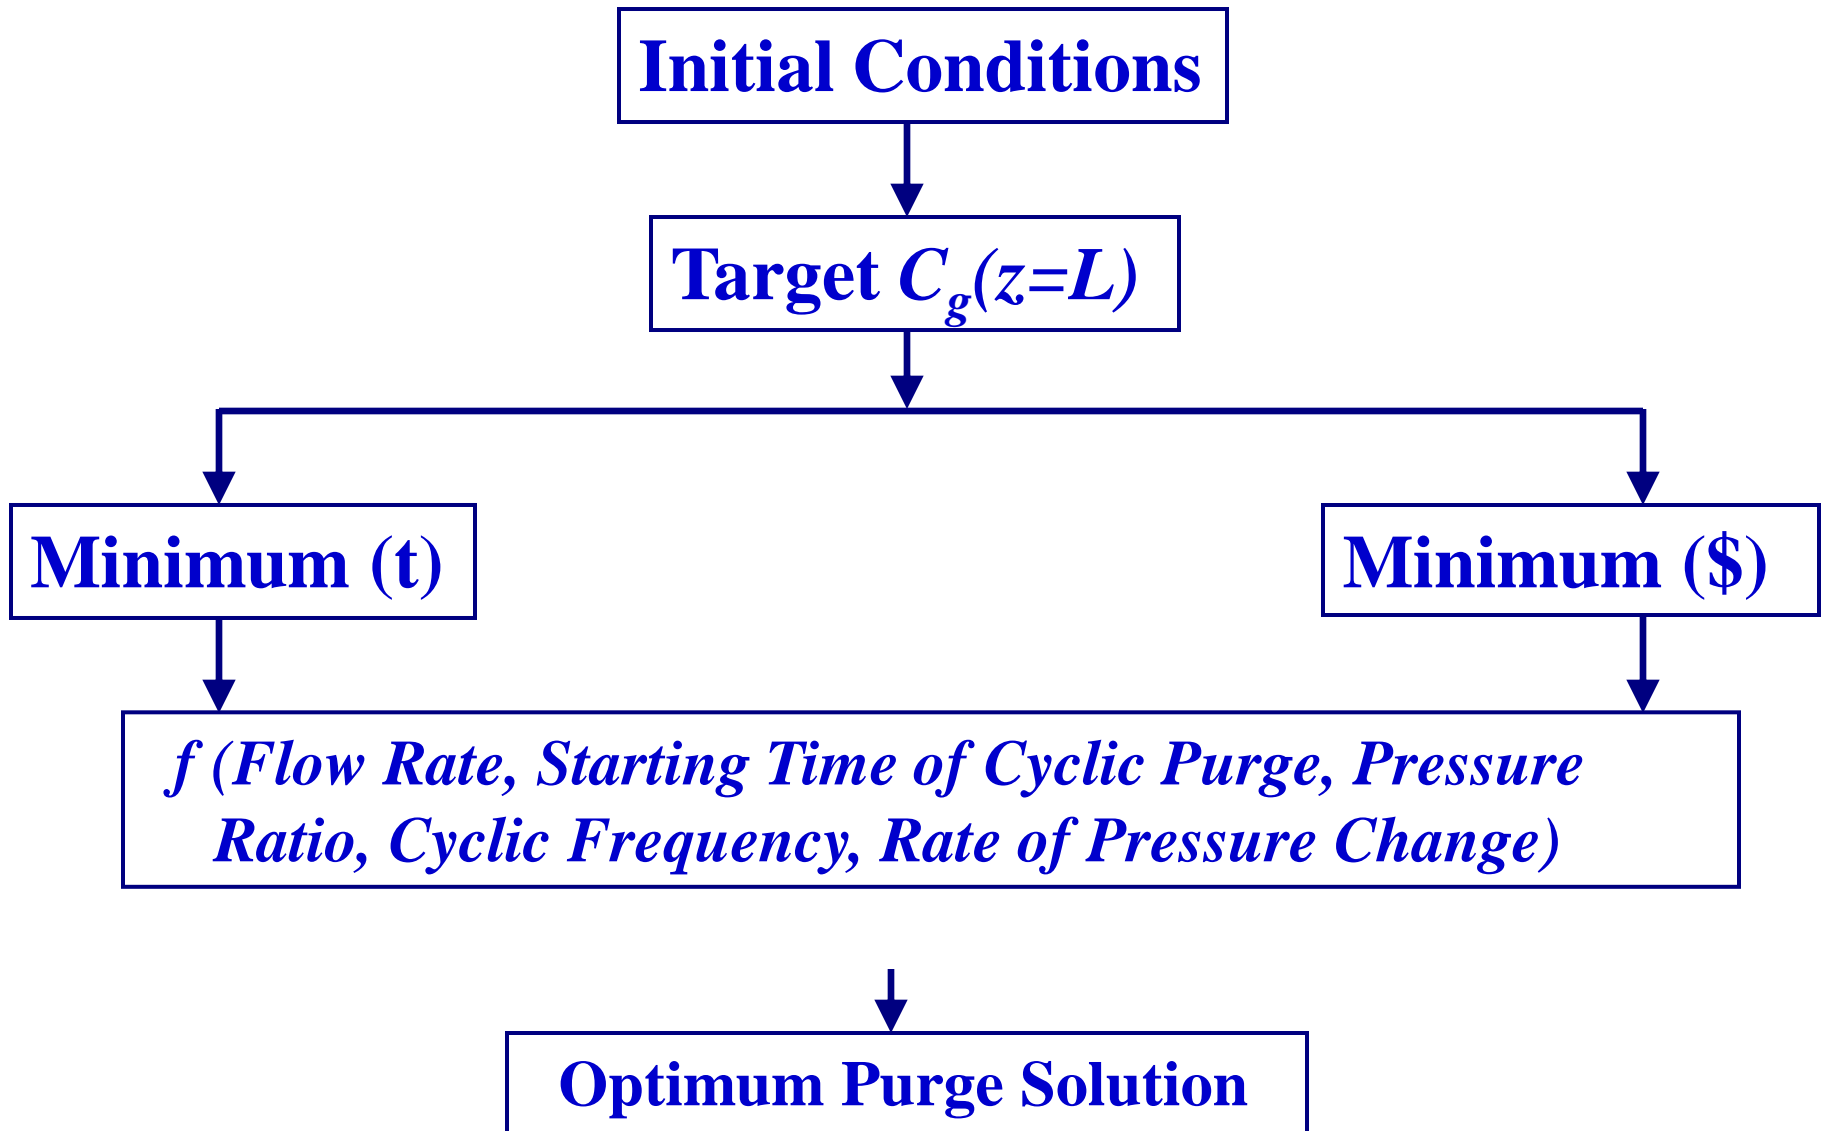 Initial Conditions
Target C_g(z=L)
Minimum (t)
Minimum ($)
f (Flow Rate, Starting Time of Cyclic Purge, Pressure
Ratio, Cyclic Frequency, Rate of Pressure Change)
Optimum Purge Solution